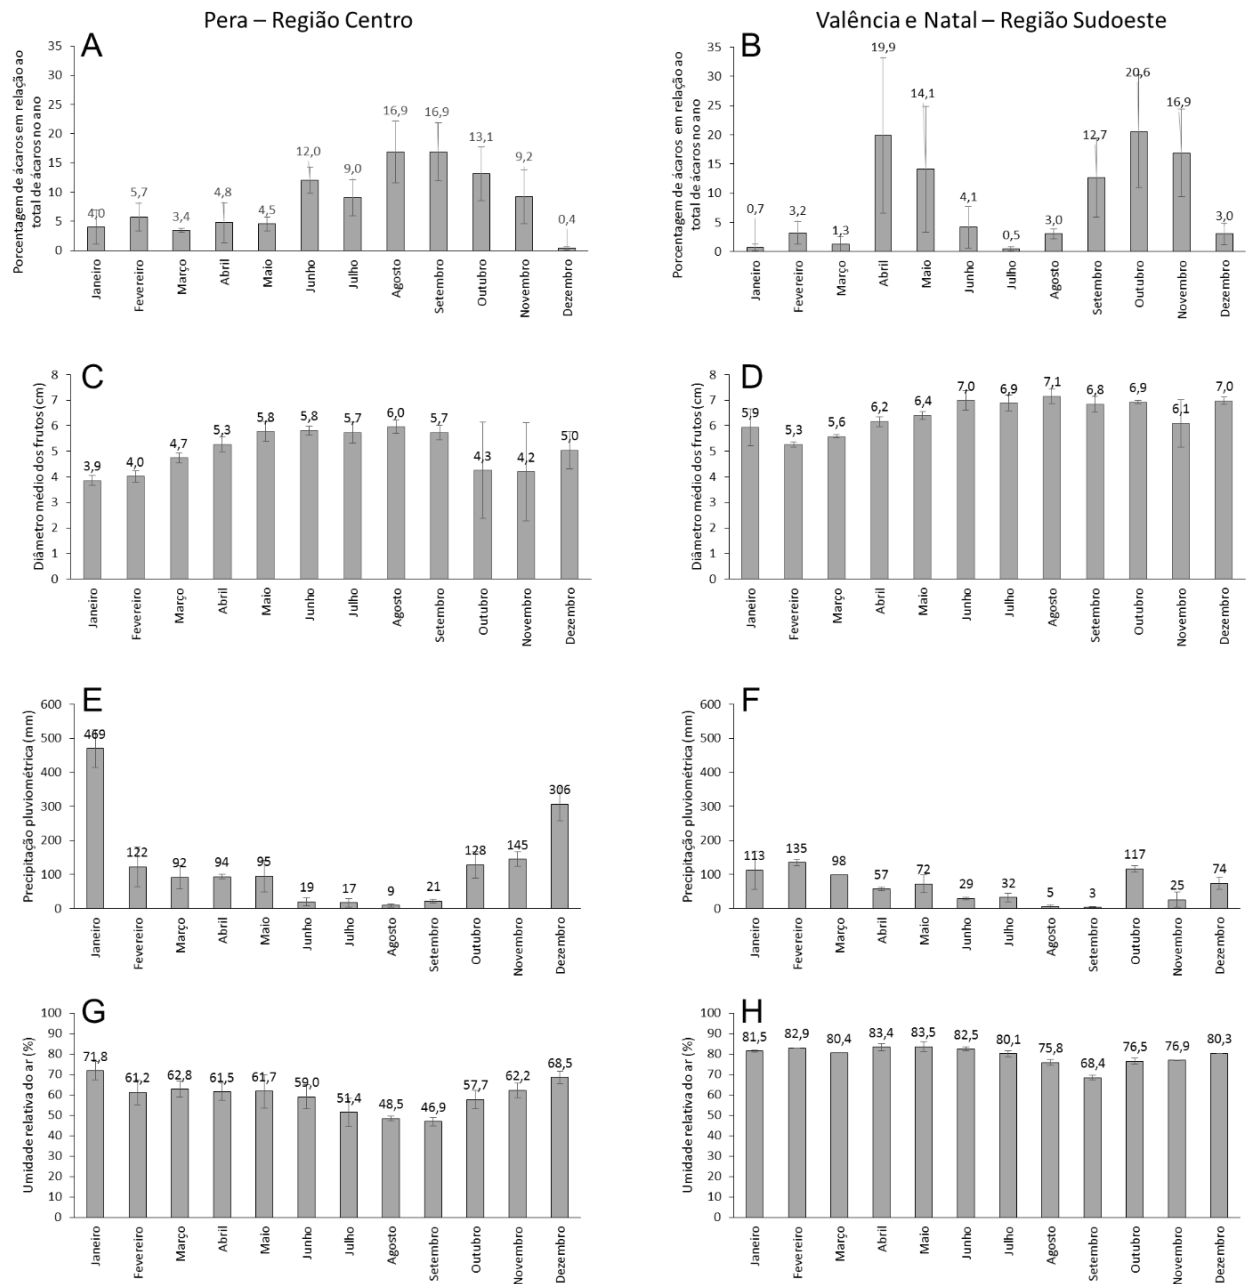 Pera – Região Centro
A
Porcentagem de ácaros em relação ao
total de ácaros no ano
35
30
25
20
15
10
5
0
4,0
5,7
3,4
4,8
4,5
12,0
9,0
16,9
16,9
13,1
9,2
0,4
Janeiro
Fevereiro
Março
Abril
Maio
Junho
Julho
Agosto
Setembro
Outubro
Novembro
Dezembro
Valência e Natal – Região Sudoeste
B
Porcentagem de ácaros em relação ao
total de ácaros no ano
35
30
25
20
15
10
5
0
0,7
3,2
1,3
19,9
14,1
4,1
0,5
3,0
12,7
20,6
16,9
3,0
Janeiro
Fevereiro
Março
Abril
Maio
Junho
Julho
Agosto
Setembro
Outubro
Novembro
Dezembro
C
Diâmetro médio dos frutos (cm)
8
7
6
5
4
3
2
1
0
3,9
4,0
4,7
5,3
5,8
5,8
5,7
6,0
5,7
4,3
4,2
5,0
Janeiro
Fevereiro
Março
Abril
Maio
Junho
Julho
Agosto
Setembro
Outubro
Novembro
Dezembro
D
Diâmetro médio dos frutos (cm)
8
7
6
5
4
3
2
1
0
5,9
5,3
5,6
6,2
6,4
7,0
6,9
7,1
6,8
6,9
6,1
7,0
Janeiro
Fevereiro
Março
Abril
Maio
Junho
Julho
Agosto
Setembro
Outubro
Novembro
Dezembro
E
Precipitação pluviométrica (mm)
600
500
400
300
200
100
0
469
122
92
94
95
19
17
9
21
128
145
306
Janeiro
Fevereiro
Março
Abril
Maio
Junho
Julho
Agosto
Setembro
Outubro
Novembro
Dezembro
F
Precipitação pluviométrica (mm)
600
500
400
300
200
100
0
113
135
98
57
72
29
32
5
3
117
25
74
Janeiro
Fevereiro
Março
Abril
Maio
Junho
Julho
Agosto
Setembro
Outubro
Novembro
Dezembro
G
Umidade relativa do ar (%)
100
90
80
70
60
50
40
30
20
10
0
71,8
61,2
62,8
61,5
61,7
59,0
51,4
48,5
46,9
57,7
62,2
68,5
Janeiro
Fevereiro
Março
Abril
Maio
Junho
Julho
Agosto
Setembro
Outubro
Novembro
Dezembro
H
Umidade relativa do ar (%)
100
90
80
70
60
50
40
30
20
10
0
81,5
82,9
80,4
83,4
83,5
82,5
80,1
75,8
68,4
76,5
76,9
80,3
Janeiro
Fevereiro
Março
Abril
Maio
Junho
Julho
Agosto
Setembro
Outubro
Novembro
Dezembro